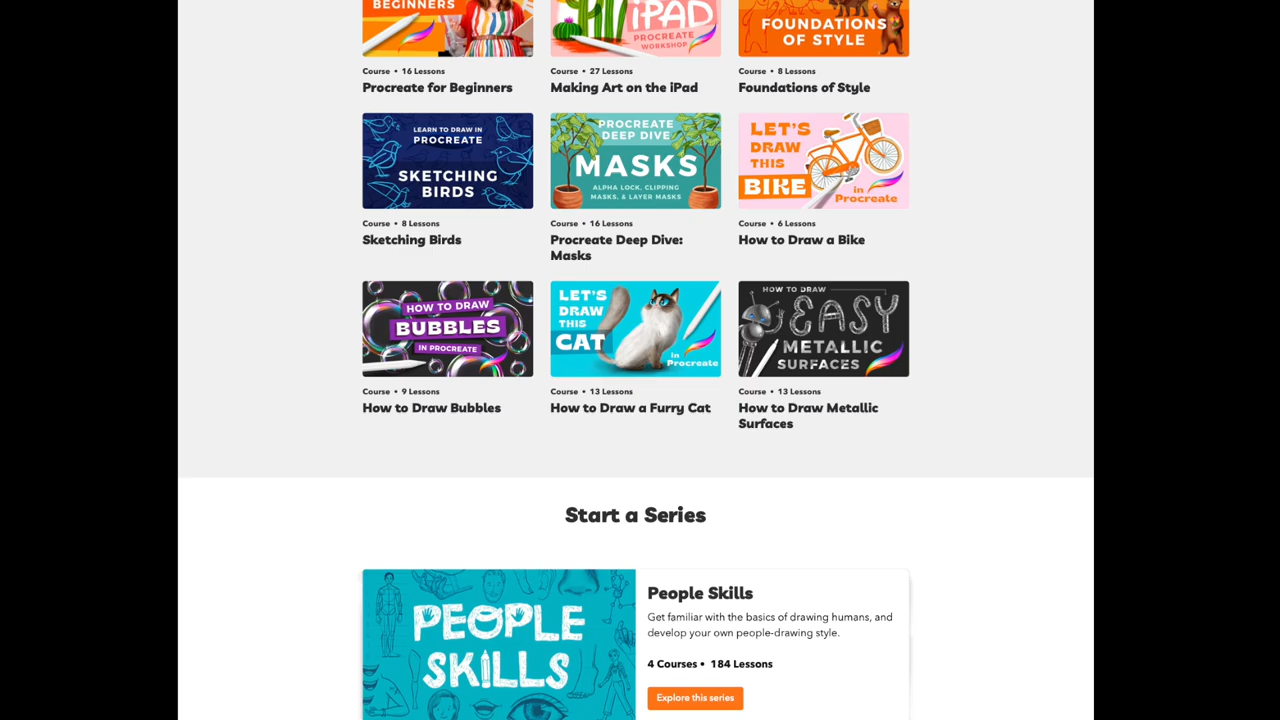 BEGINNERS
iPAD
PROCREATE
WORKSHOP
FOUNDATIONS
OF STYLE
Course • 16 Lessons
Procreate for Beginners
Course • 27 Lessons
Making Art on the iPad
Course • 8 Lessons
Foundations of Style
LEARN TO DRAW IN
PROCREATE
SKETCHING
BIRDS
PROCREATE
DEEP DIVE
MASKS
ALPHA LOCK, CLIPPING
MASKS, & LAYER MASKS
LET'S
DRAW
THIS
BIKE
in
Procreate
Course • 8 Lessons
Sketching Birds
Course • 16 Lessons
Procreate Deep Dive:
Masks
Course • 6 Lessons
How to Draw a Bike
HOW TO DRAW
BUBBLES
IN PROCREATE
LET'S
DRAW
THIS
CAT
in
Procreate
HOW TO DRAW
EASY
METALLIC
SURFACES
Course • 9 Lessons
How to Draw Bubbles
Course • 13 Lessons
How to Draw a Furry Cat
Course • 13 Lessons
How to Draw Metallic
Surfaces
Start a Series
PEOPLE
SKILLS
People Skills
Get familiar with the basics of drawing humans, and
develop your own people-drawing style.
4 Courses • 184 Lessons
Explore this series